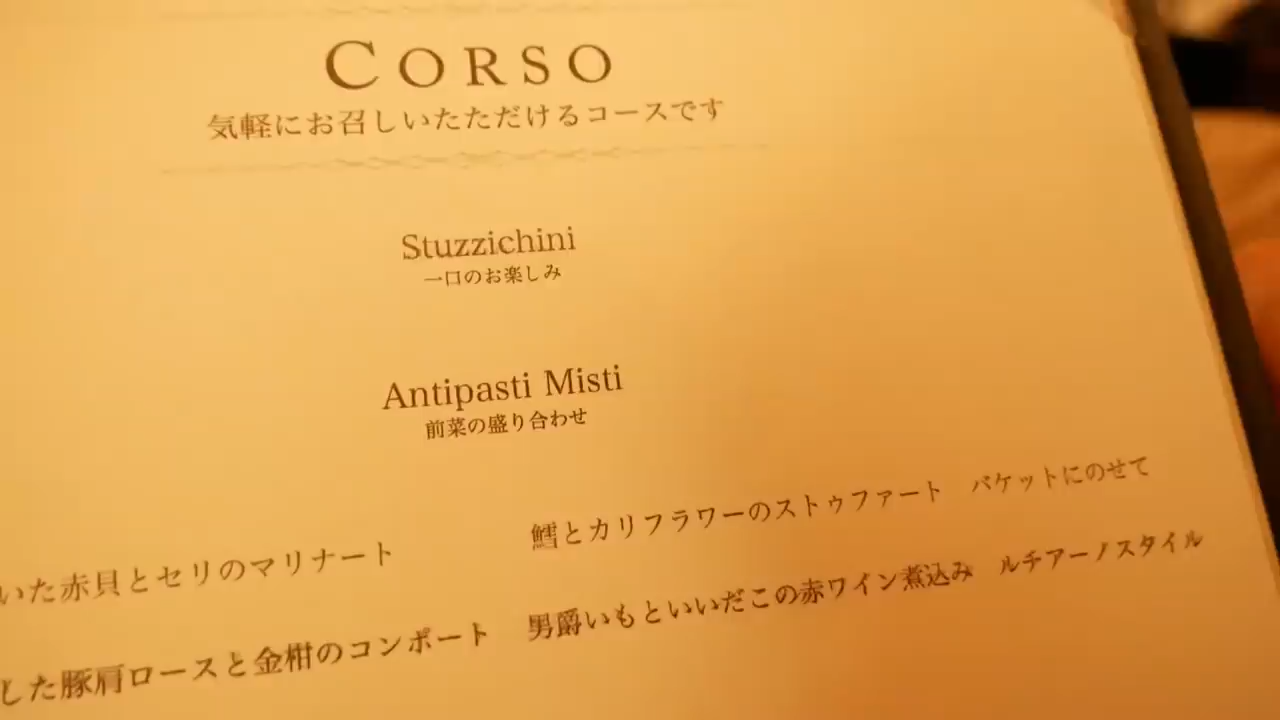 CORSO
気軽にお召しいたただけるコースです
Stuzzichini
一口のお楽しみ
Antipasti Misti
前菜の盛り合わせ
いた赤貝とセリのマリナート
鱈とカリフラワーのストゥファート　バケットにのせて
した豚肩ロースと金柑のコンポート
男爵いもといいだこの赤ワイン煮込み　ルチアーノスタイル